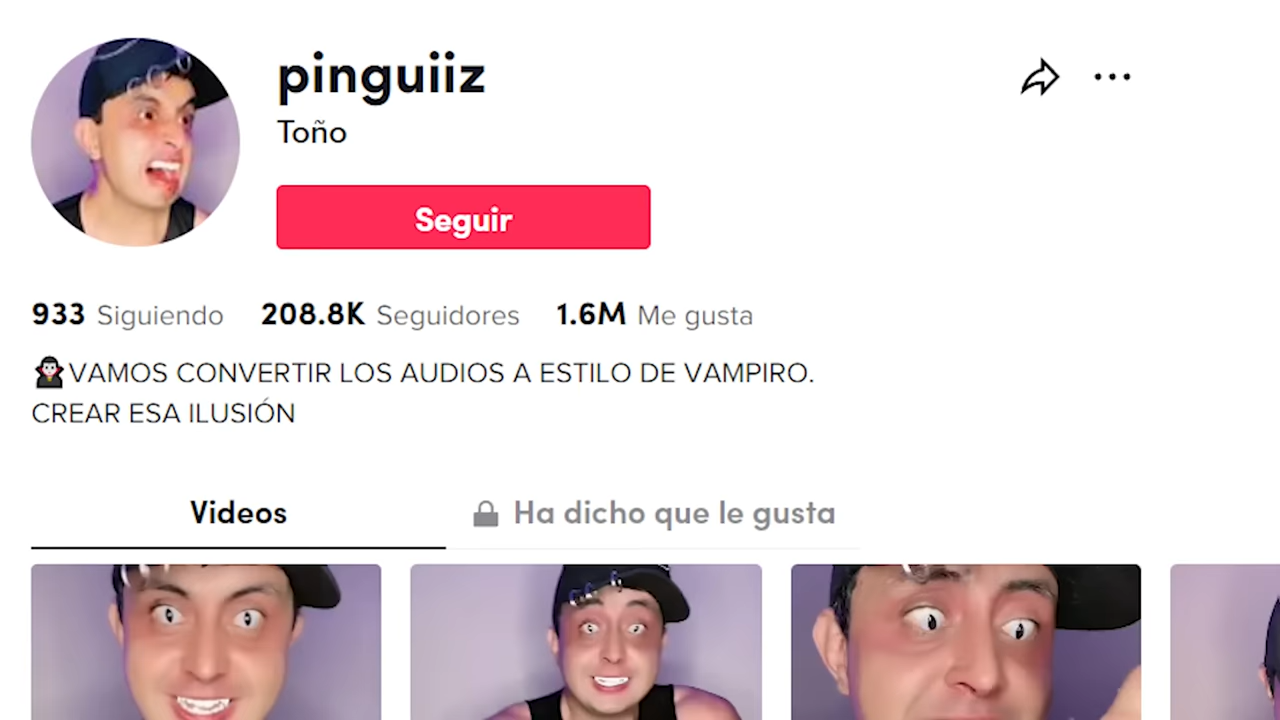 pinguiiz
Toño
Seguir
933 Siguiendo 208.8K Seguidores 1.6M Me gusta
VAMOS CONVERTIR LOS AUDIOS A ESTILO DE VAMPIRO.
CREAR ESA ILUSIÓN
Videos Ha dicho que le gusta